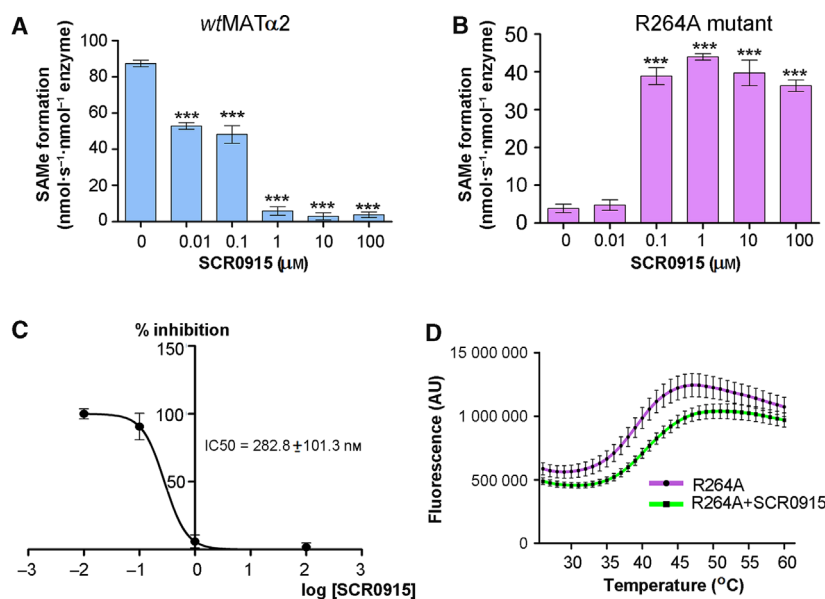 A
wtMATα2
SAMe formation
(nmol·s⁻¹·nmol⁻¹ enzyme)
100
80
60
40
20
0
***
***
***
***
***
0
0.01
0.1
1
10
100
SCR0915 (μM)
B
R264A mutant
SAMe formation
(nmol·s⁻¹·nmol⁻¹ enzyme)
50
40
30
20
10
0
***
***
***
***
0
0.01
0.1
1
10
100
SCR0915 (μM)
C
% inhibition
150
100
50
IC50 = 282.8 ±101.3 nM
−3
−2
−1
0
1
2
3
log [SCR0915]
D
Fluorescence (AU)
15 000 000
1 000 000
500 000
0
R264A
R264A+SCR0915
30
35
40
45
50
55
60
Temperature (°C)